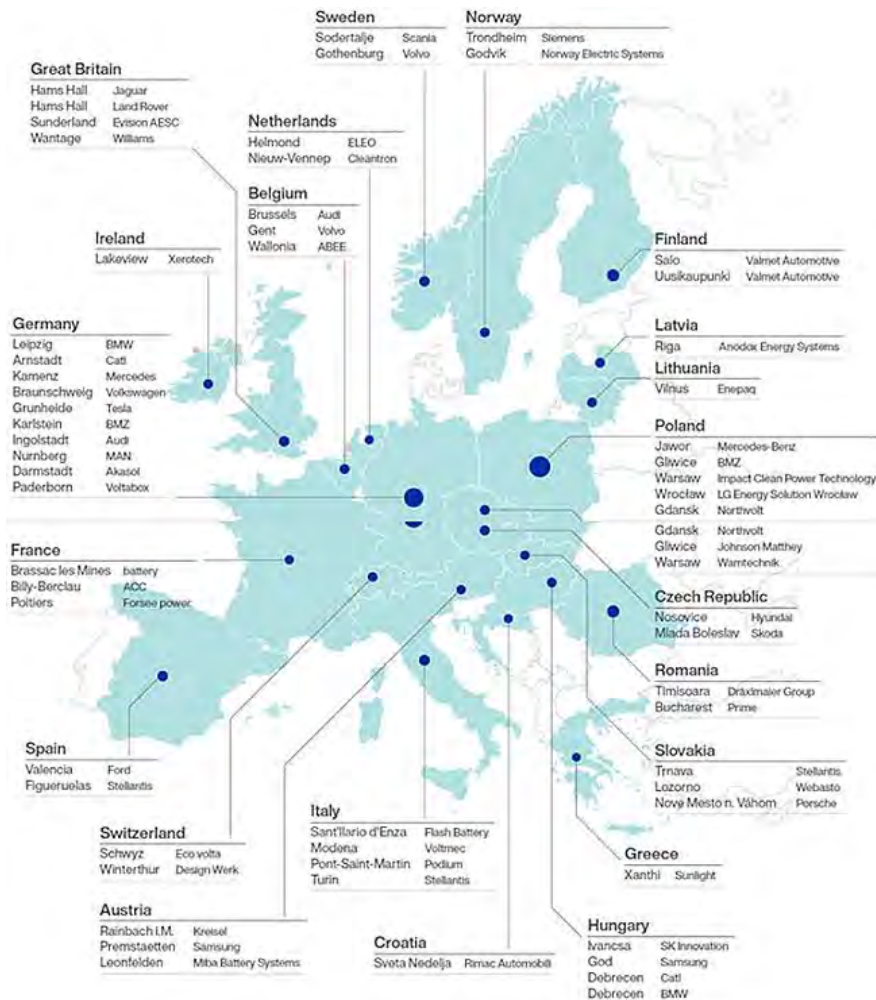 Sweden
Sodertalje Scania
Gothenburg Volvo
Norway
Trondheim Siemens
Godvik Norway Electric Systems
Great Britain
Hams Hall Jaguar
Hams Hall Land Rover
Sunderland Evision AESC
Wantage Williams
Netherlands
Helmond ELEO
Nieuw-Vennep Cleantron
Belgium
Brussels Audi
Gent Volvo
Wallonia ABEE
Ireland
Lakeview Xerotech
Finland
Salo Valmet Automotive
Uusikaupunki Valmet Automotive
Germany
Leipzig BMW
Arnstadt Catl
Kamenz Mercedes
Braunschweig Volkswagen
Grunheide Tesla
Karlstein BMZ
Ingolstadt Audi
Nurnberg MAN
Darmstadt Akasol
Paderborn Voltabox
Latvia
Riga Anodox Energy Systems
Lithuania
Vilnus Enepaq
Poland
Jawor Mercedes-Benz
Gliwice BMZ
Warsaw Impact Clean Power Technology
Wrocław LG Energy Solution Wrocław
Gdansk Northvolt
Gdansk Northvolt
Gliwice Johnson Matthey
Warsaw Wamtechnik
France
Brassac les Mines battery
Billy-Berclau ACC
Poitiers Forsee power
Czech Republic
Nosovice Hyundai
Mlada Boleslav Skoda
Romania
Timisoara Dräxlmaier Group
Bucharest Prime
Spain
Valencia Ford
Figueruelas Stellantis
Slovakia
Trnava Stellantis
Lozorno Webasto
Nove Mesto n. Váhom Porsche
Switzerland
Schwyz Ecovolta
Winterthur Design Werk
Italy
Sant'Ilario d'Enza Flash Battery
Modena Voltmec
Pont-Saint-Martin Podium
Turin Stellantis
Greece
Xanthi Sunlight
Austria
Rainbach I.M. Kreisel
Premstaetten Samsung
Leonfelden Miba Battery Systems
Croatia
Sveta Nedelja Rimac Automobili
Hungary
Ivancsa SK Innovation
God Samsung
Debrecen Catl
Debrecen BMW